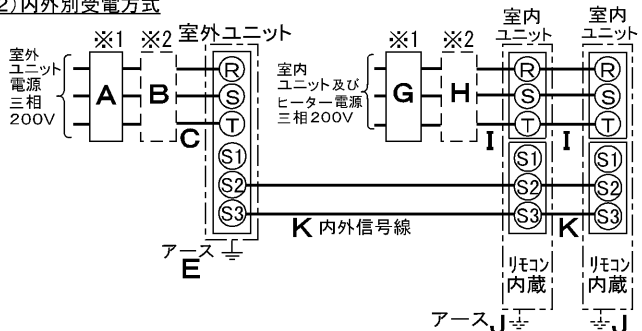 2)内外別受電方式
※1
※2
室外ユニット
室外
ユニット
電源
三相
200V
A
B
C
R
S
T
S1
S2
S3
アース
E
※1
※2
室内
ユニット及び
ヒーター電源
三相200V
G
H
I
I
室内
ユニット
室内
ユニット
R
S
T
S1
S2
S3
R
S
T
S1
S2
S3
K 内外信号線
K
リモコン
内蔵
リモコン
内蔵
アース J
J